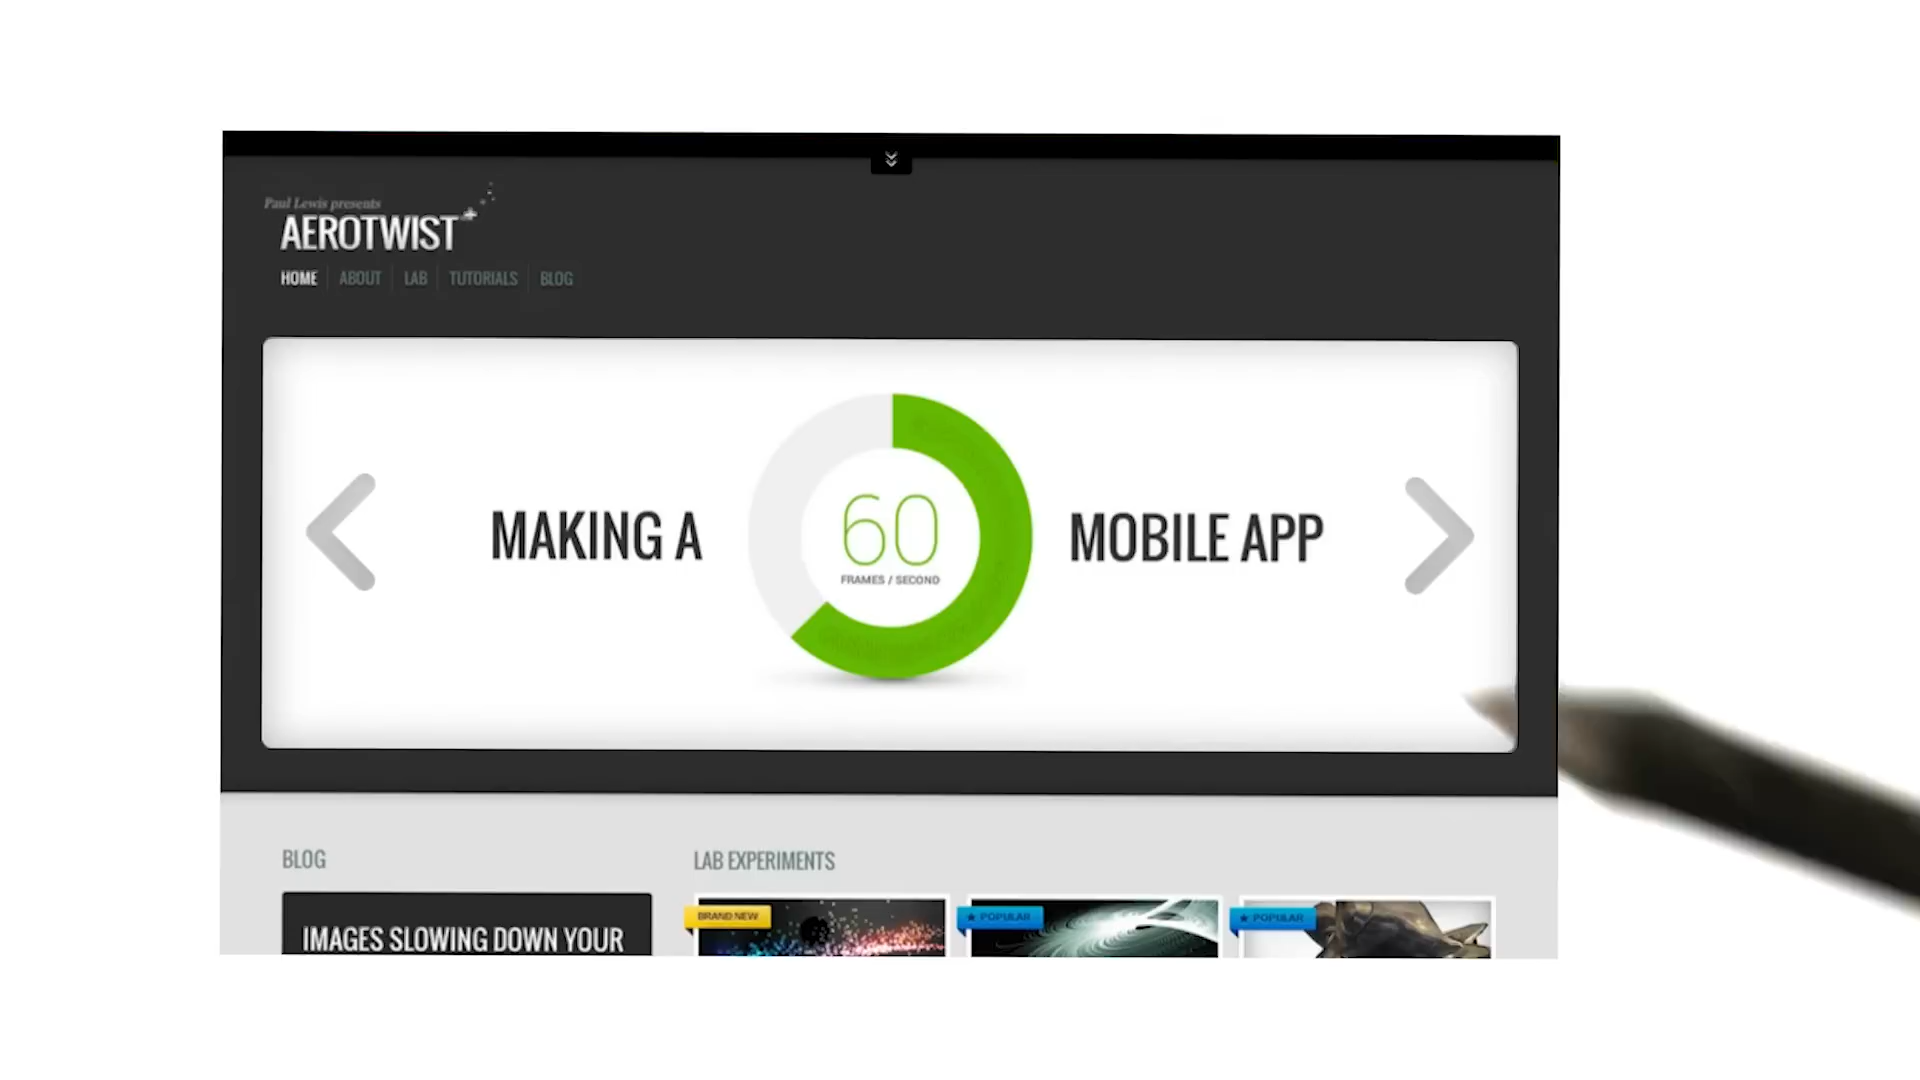 Paul Lewis presents
AEROTWIST
HOME ABOUT LAB TUTORIALS BLOG
MAKING A 60 MOBILE APP
FRAMES / SECOND
BLOG LAB EXPERIMENTS
BRAND NEW ★ POPULAR ★ POPULAR
IMAGES SLOWING DOWN YOUR